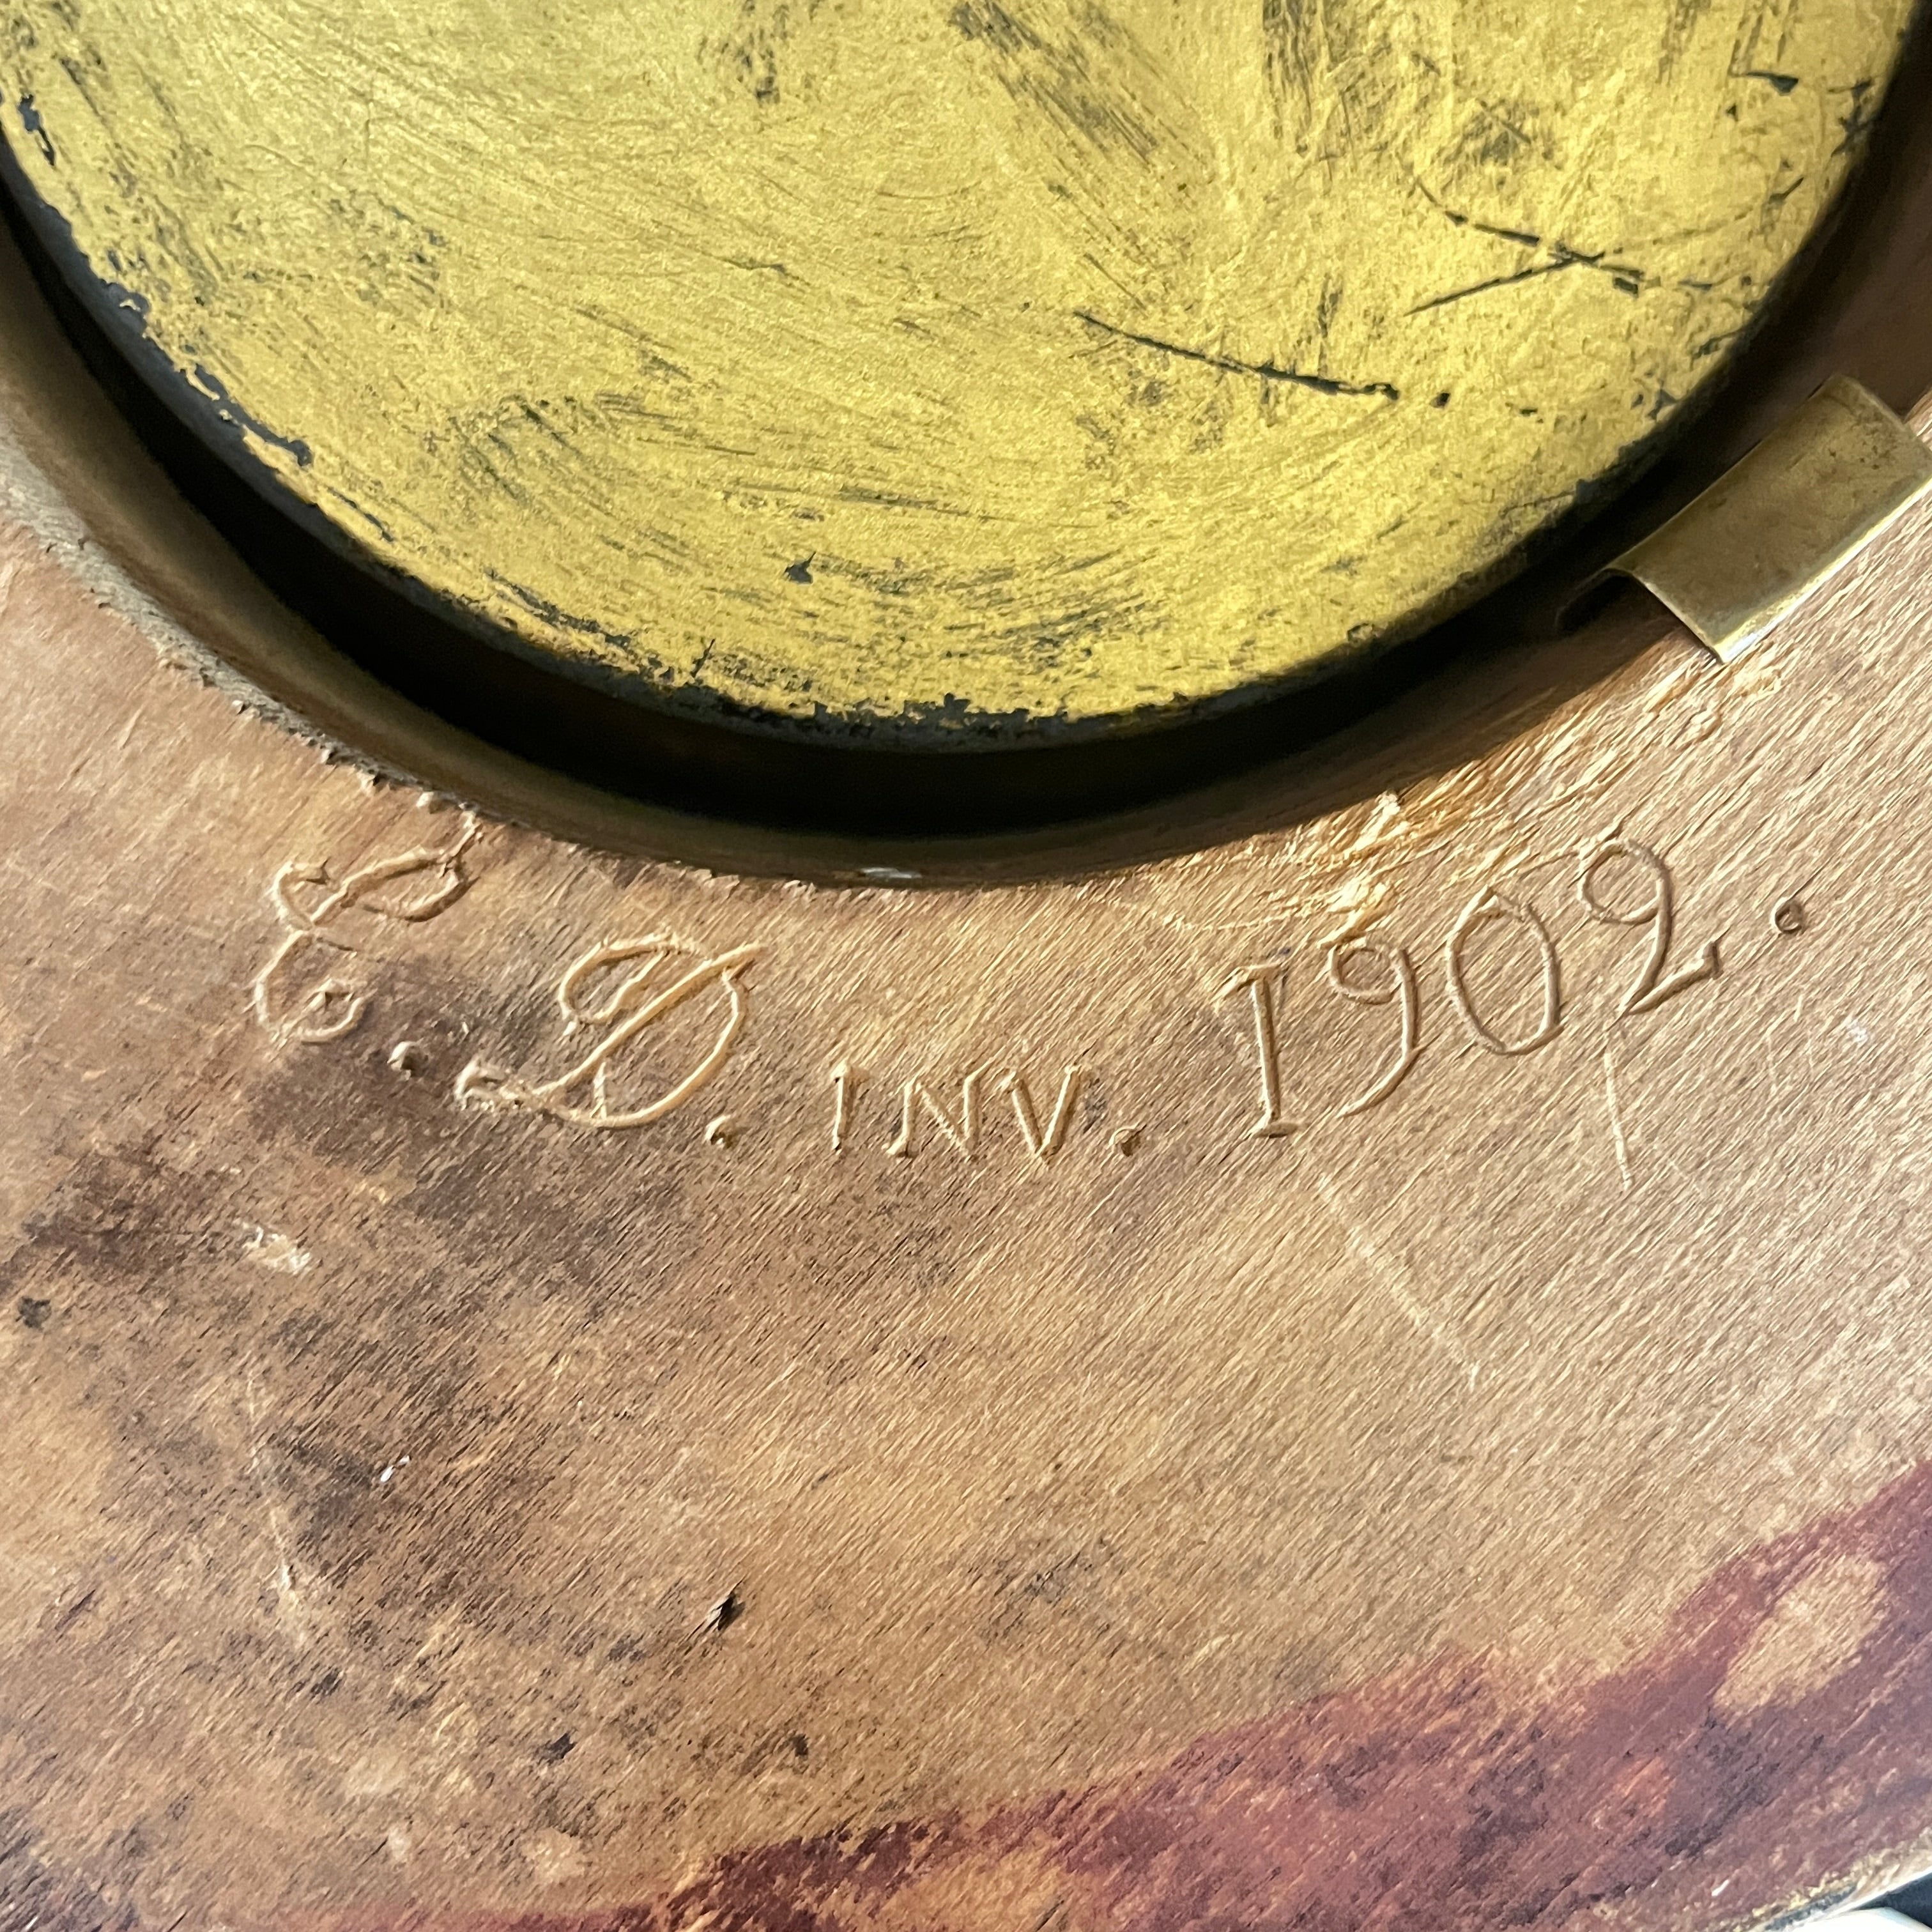 C. D. INV. 1902.